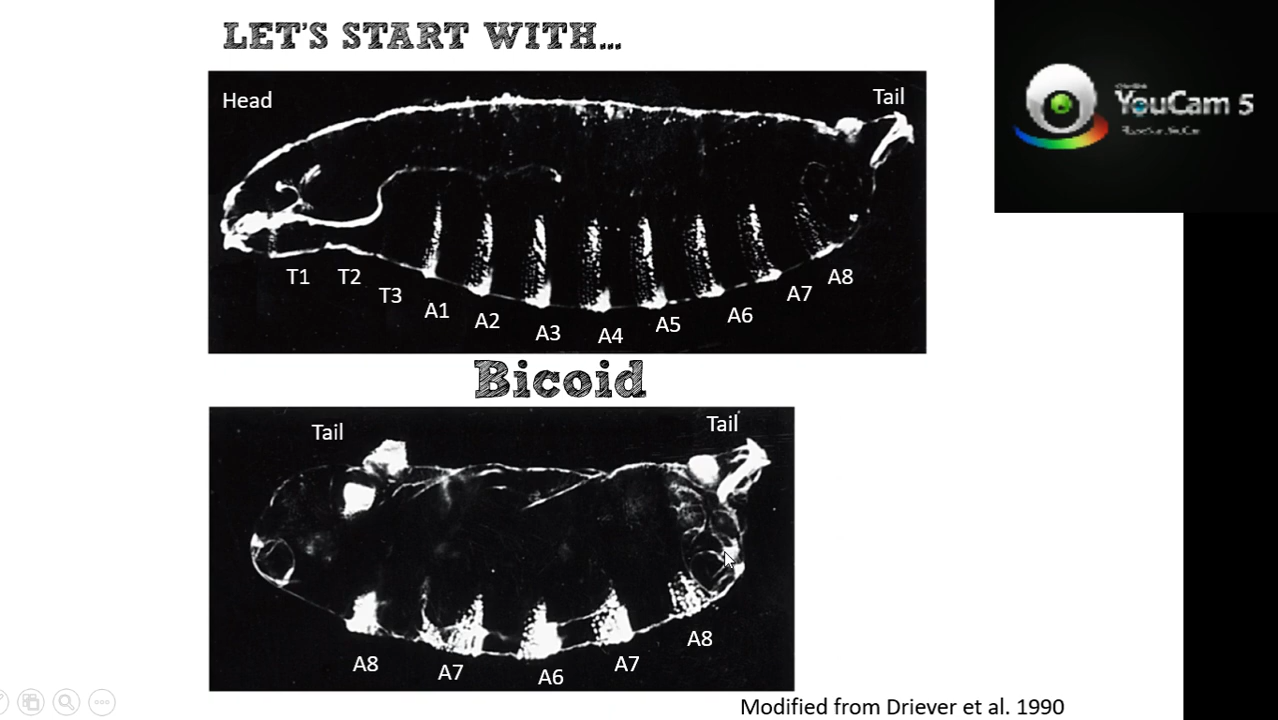 LET'S START WITH...
Head
Tail
YouCam 5
T1
T2
T3
A1
A2
A3
A4
A5
A6
A7
A8
Bicoid
Tail
Tail
A8
A7
A6
A7
A8
Modified from Driever et al. 1990